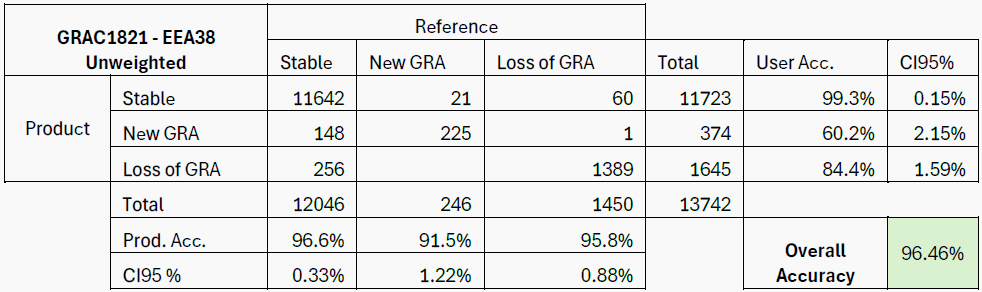 GRAC1821 - EEA38 Unweighted Reference
Stable New GRA Loss of GRA Total User Acc. CI95%
Product Stable 11642 21 60 11723 99.3% 0.15%
New GRA 148 225 1 374 60.2% 2.15%
Loss of GRA 256 1389 1645 84.4% 1.59%
Total 12046 246 1450 13742
Prod. Acc. 96.6% 91.5% 95.8% Overall Accuracy 96.46%
CI95 % 0.33% 1.22% 0.88%